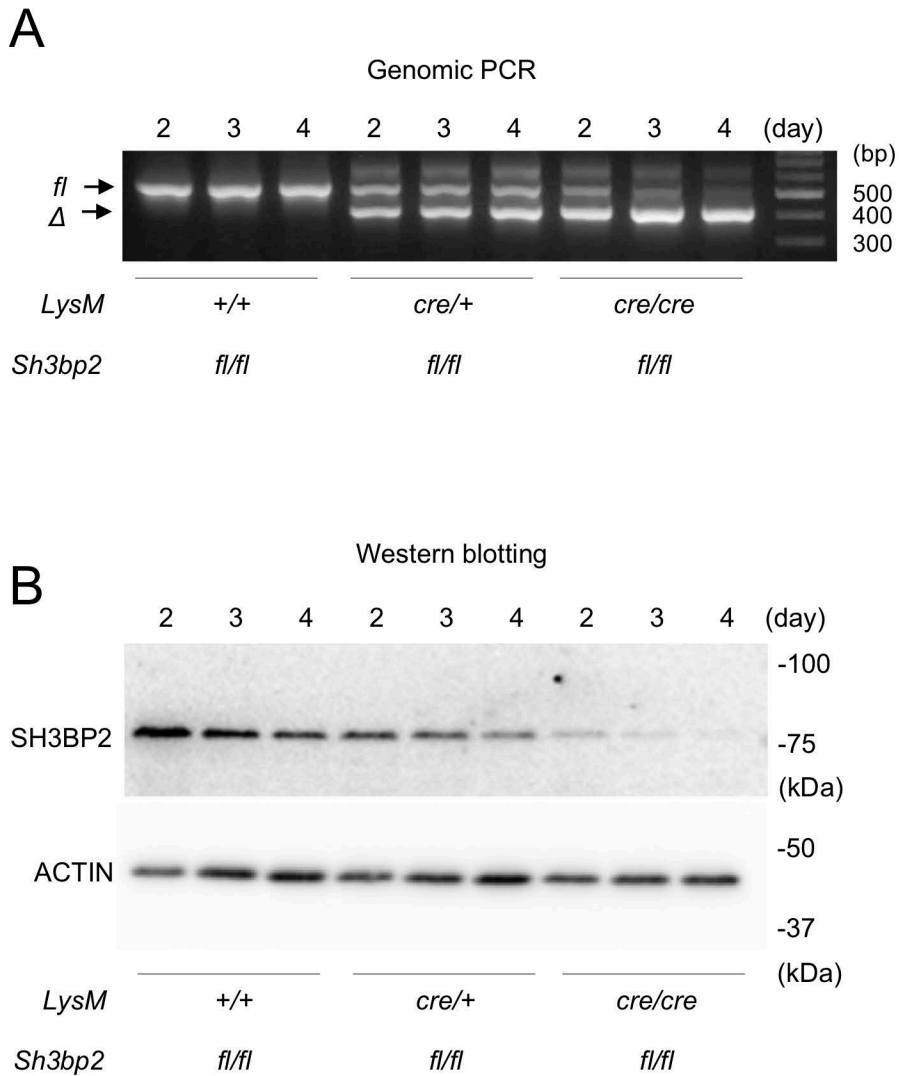 A
Genomic PCR
2 3 4 2 3 4 2 3 4 (day)
(bp)
fl
500
Δ
400
300
LysM +/+ cre/+ cre/cre
Sh3bp2 fl/fl fl/fl fl/fl
Western blotting
B
2 3 4 2 3 4 2 3 4 (day)
-100
SH3BP2
-75
(kDa)
-50
ACTIN
-37
(kDa)
LysM +/+ cre/+ cre/cre
Sh3bp2 fl/fl fl/fl fl/fl